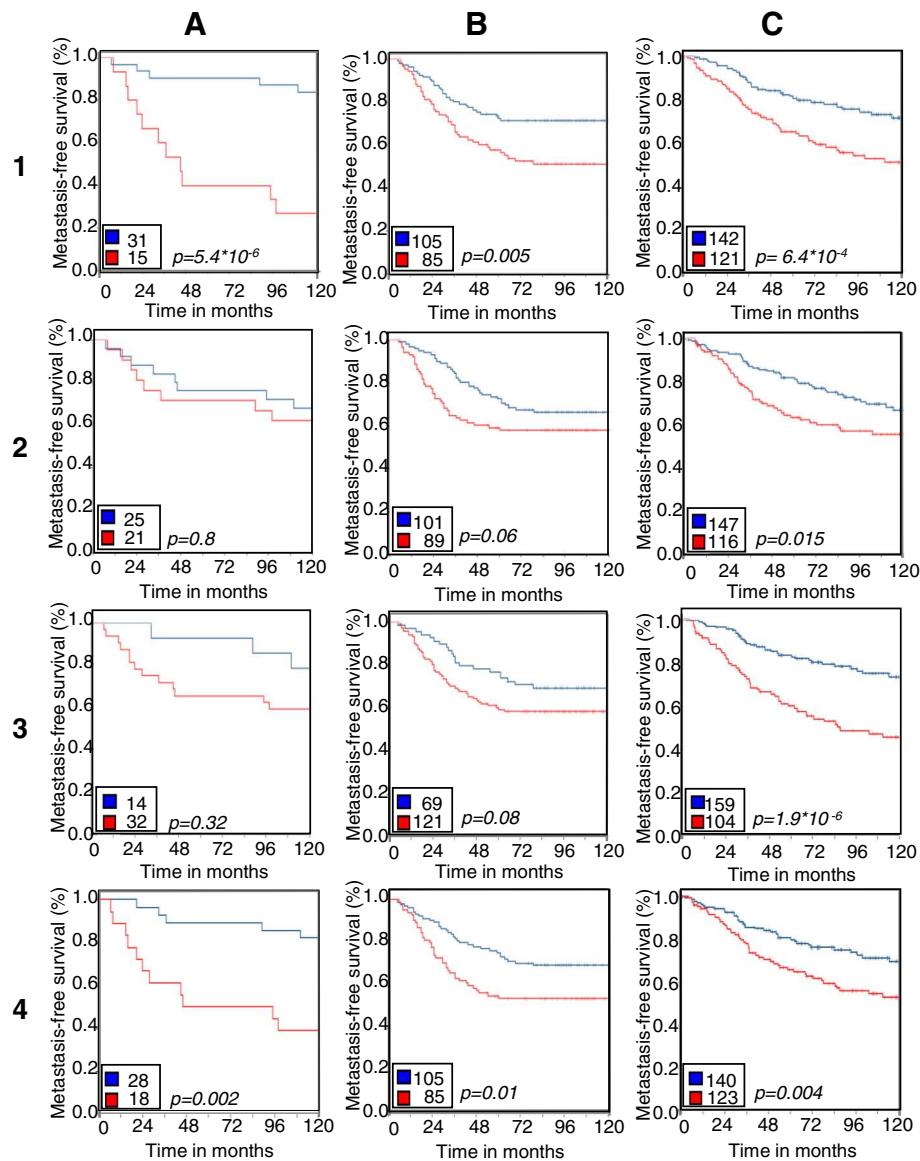 A B C
1
Metastasis-free survival (%)
1.0
0.8
0.6
0.4
0.2
0.0
31
15
p=5.4*10-6
0 24 48 72 96 120
Time in months
Metastasis-free survival (%)
1.0
0.8
0.6
0.4
0.2
0.0
105
85
p=0.005
0 24 48 72 96 120
Time in months
Metastasis-free survival (%)
1.0
0.8
0.6
0.4
0.2
0.0
142
121
p= 6.4*10-4
0 24 48 72 96 120
Time in months
2
Metastasis-free survival (%)
1.0
0.8
0.6
0.4
0.2
0.0
25
21
p=0.8
0 24 48 72 96 120
Time in months
Metastasis-free survival (%)
1.0
0.8
0.6
0.4
0.2
0.0
101
89
p=0.06
0 24 48 72 96 120
Time in months
Metastasis-free survival (%)
1.0
0.8
0.6
0.4
0.2
0.0
147
116
p=0.015
0 24 48 72 96 120
Time in months
3
Metastasis-free survival (%)
1.0
0.8
0.6
0.4
0.2
0.0
14
32
p=0.32
0 24 48 72 96 120
Time in months
Metastasis-free survival (%)
1.0
0.8
0.6
0.4
0.2
0.0
69
121
p=0.08
0 24 48 72 96 120
Time in months
Metastasis-free survival (%)
1.0
0.8
0.6
0.4
0.2
0.0
159
104
p=1.9*10-6
0 24 48 72 96 120
Time in months
4
Metastasis-free survival (%)
1.0
0.8
0.6
0.4
0.2
0.0
28
18
p=0.002
0 24 48 72 96 120
Time in months
Metastasis-free survival (%)
1.0
0.8
0.6
0.4
0.2
0.0
105
85
p=0.01
0 24 48 72 96 120
Time in months
Metastasis-free survival (%)
1.0
0.8
0.6
0.4
0.2
0.0
140
123
p=0.004
0 24 48 72 96 120
Time in months